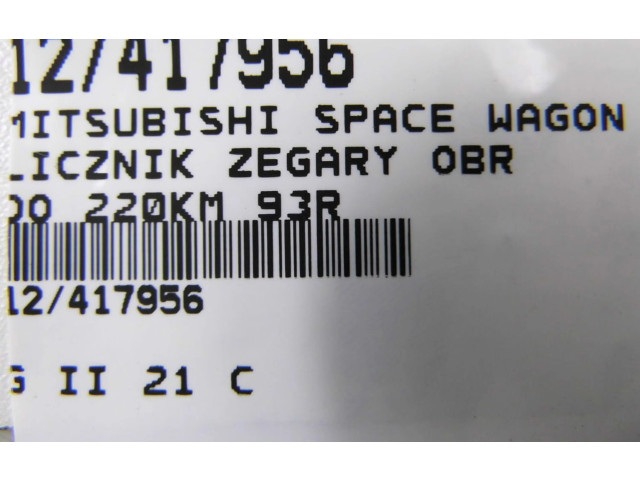 12/417956
MITSUBISHI SPACE WAGON
LICZNIK ZEGARY OBR
DO 220KM 93R
12/417956
G II 21 C